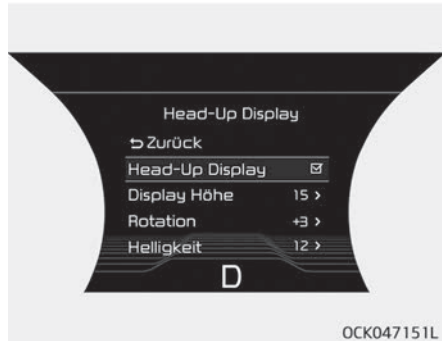 Head-Up Display
Zurück
Head-Up Display
Display Höhe 15 >
Rotation +3 >
Helligkeit 12 >
D
OCK047151L